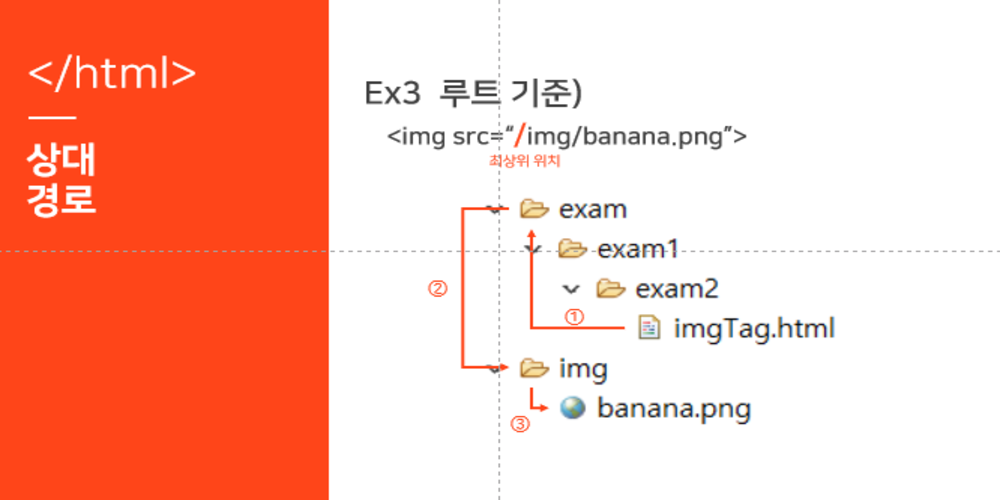 </html>
상대
경로
Ex3 루트 기준)
<img src=“/img/banana.png”>
최상위 위치
exam
exam1
②
exam2
①
imgTag.html
img
banana.png
③